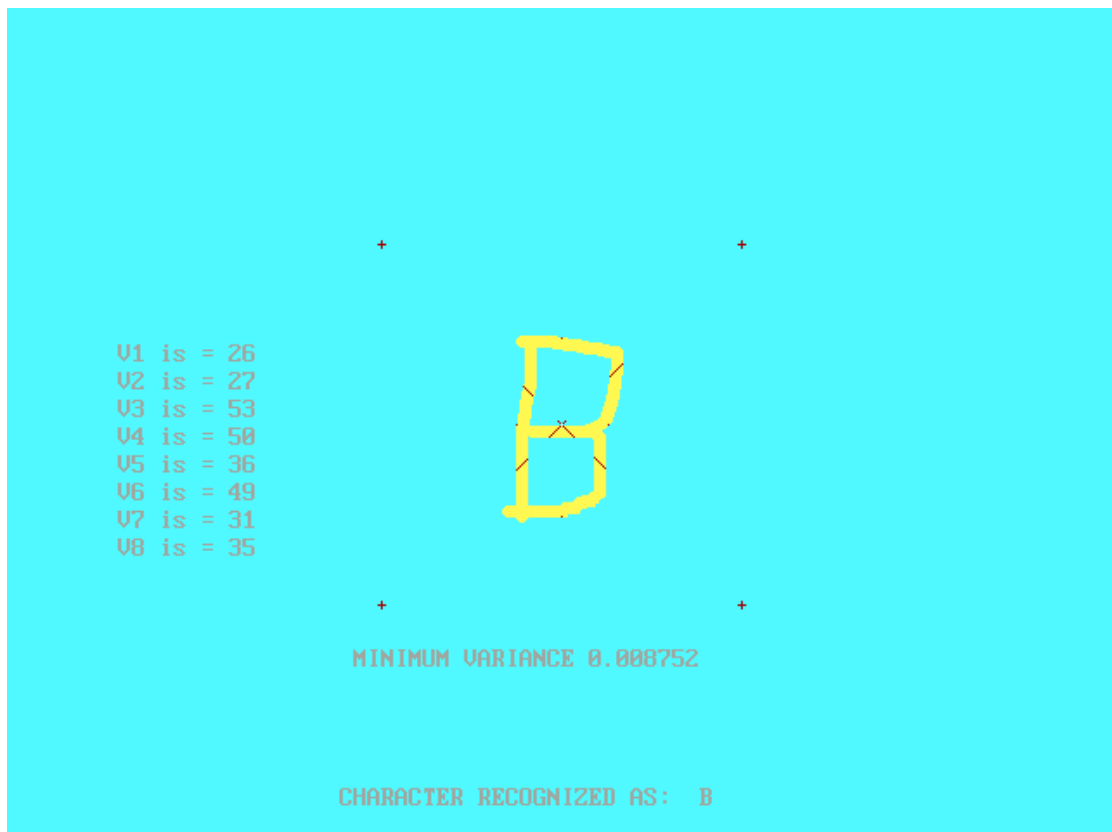 B
V1 is = 26
V2 is = 27
V3 is = 53
V4 is = 50
V5 is = 36
V6 is = 49
V7 is = 31
V8 is = 35
MINIMUM VARIANCE 0.008752
CHARACTER RECOGNIZED AS: B